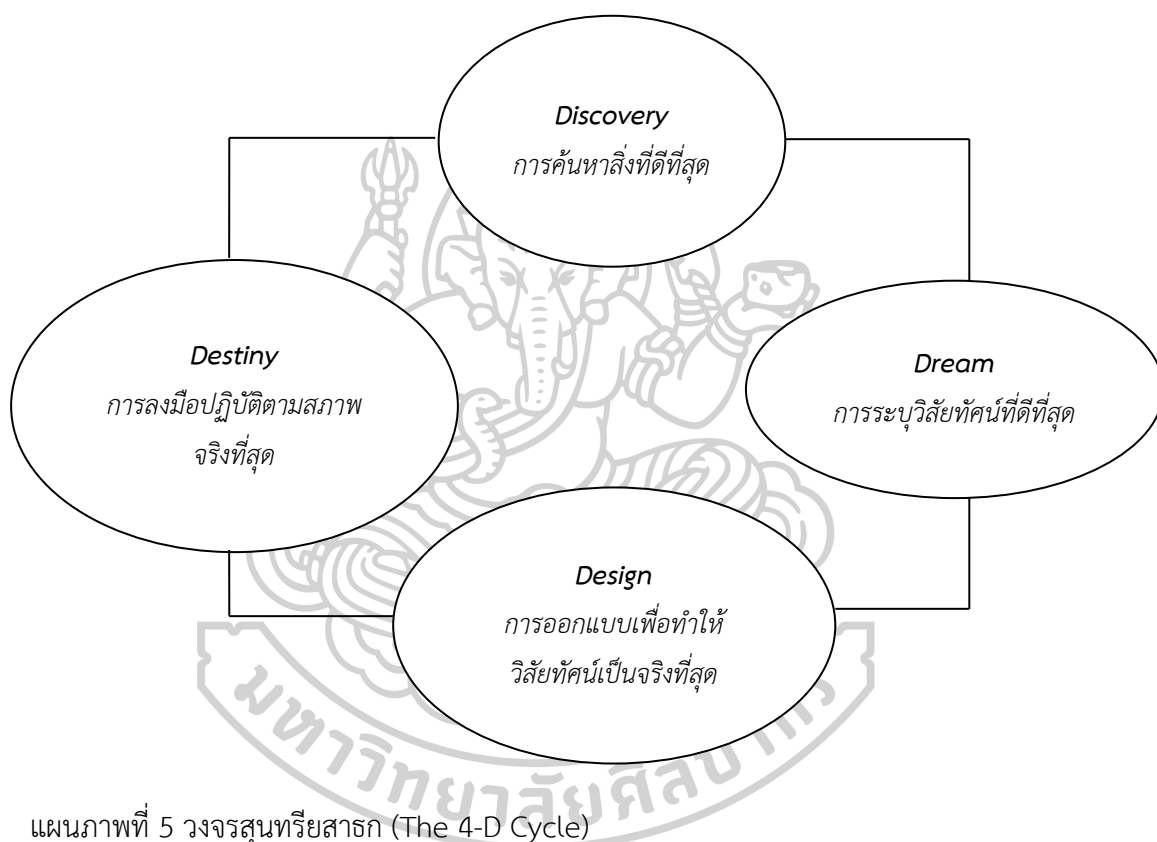 Discovery
การค้นหาสิ่งที่ดีที่สุด
Destiny
การลงมือปฏิบัติตามสภาพ
จริงที่สุด
Dream
การระบุวิสัยทัศน์ที่ดีที่สุด
Design
การออกแบบเพื่อทำให้
วิสัยทัศน์เป็นจริงที่สุด
มหาวิทยาลัยศิลปากร
แผนภาพที่ 5 วงจรสุนทรียสาธก (The 4-D Cycle)